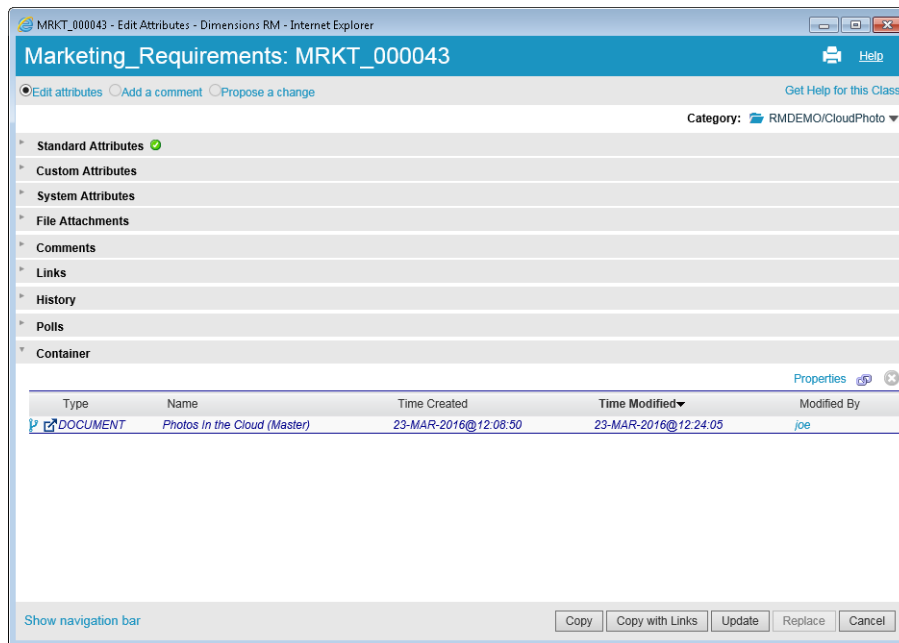 MRKT_000043 - Edit Attributes - Dimensions RM - Internet Explorer
Marketing_Requirements: MRKT_000043 Help
Edit attributes Add a comment Propose a change Get Help for this Class
Category: RMDEMO/CloudPhoto
Standard Attributes
Custom Attributes
System Attributes
File Attachments
Comments
Links
History
Polls
Container
Properties
Type Name Time Created Time Modified Modified By
DOCUMENT Photos In the Cloud (Master) 23-MAR-2016@12:08:50 23-MAR-2016@12:24:05 joe
Show navigation bar Copy Copy with Links Update Replace Cancel